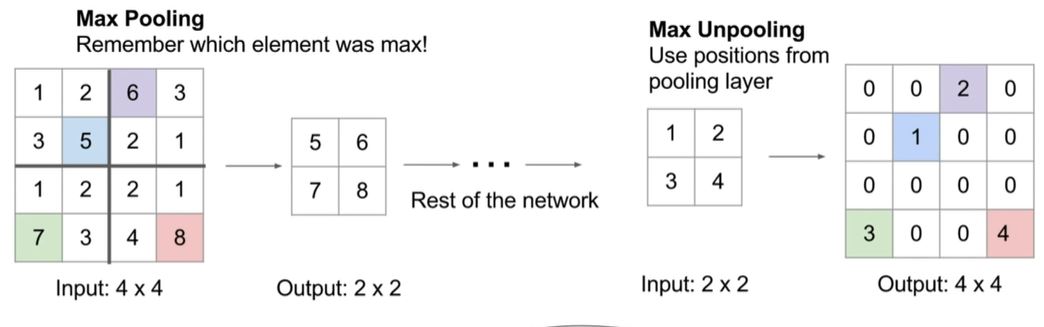 Max Pooling
Remember which element was max!
1 2 6 3
3 5 2 1
1 2 2 1
7 3 4 8
Input: 4 x 4
5 6
7 8
Output: 2 x 2
...
Rest of the network
Max Unpooling
Use positions from
pooling layer
1 2
3 4
Input: 2 x 2
0 0 2 0
0 1 0 0
0 0 0 0
3 0 0 4
Output: 4 x 4